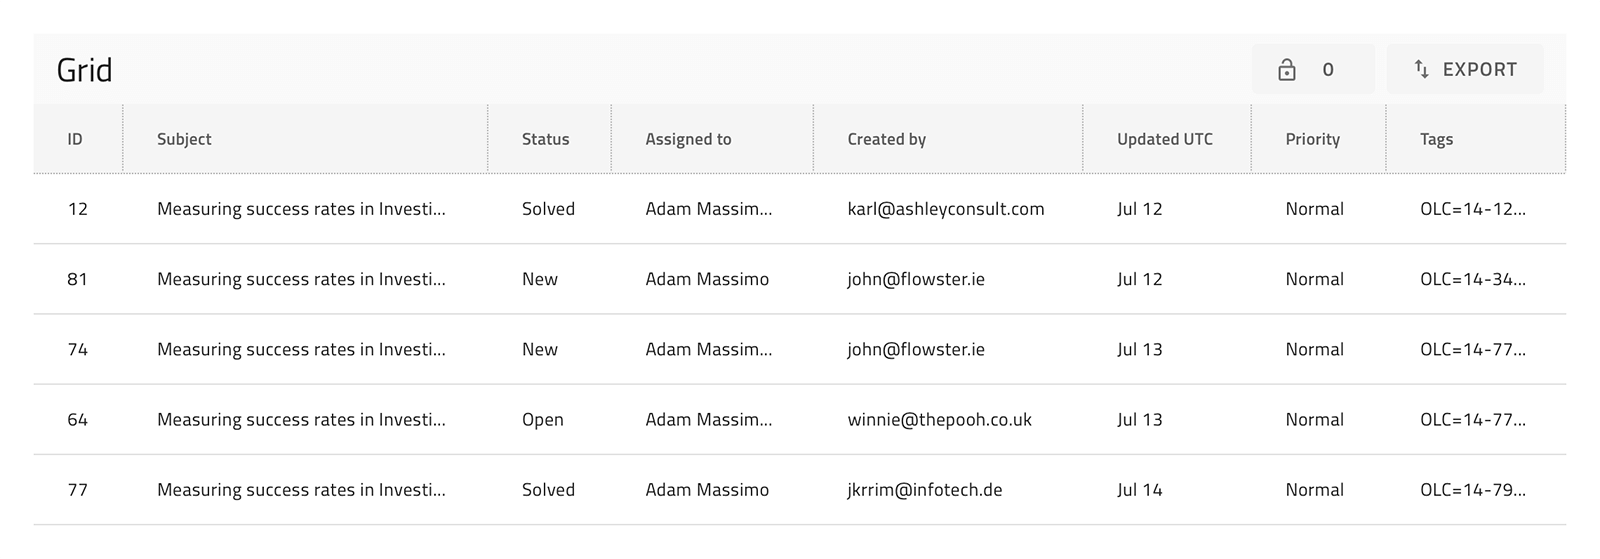 Grid 0 EXPORT
ID Subject Status Assigned to Created by Updated UTC Priority Tags
12 Measuring success rates in Investi... Solved Adam Massim... karl@ashleyconsult.com Jul 12 Normal OLC=14-12...
81 Measuring success rates in Investi... New Adam Massimo john@flowster.ie Jul 12 Normal OLC=14-34...
74 Measuring success rates in Investi... New Adam Massim... john@flowster.ie Jul 13 Normal OLC=14-77...
64 Measuring success rates in Investi... Open Adam Massim... winnie@thepooh.co.uk Jul 13 Normal OLC=14-77...
77 Measuring success rates in Investi... Solved Adam Massimo jkrrim@infotech.de Jul 14 Normal OLC=14-79...